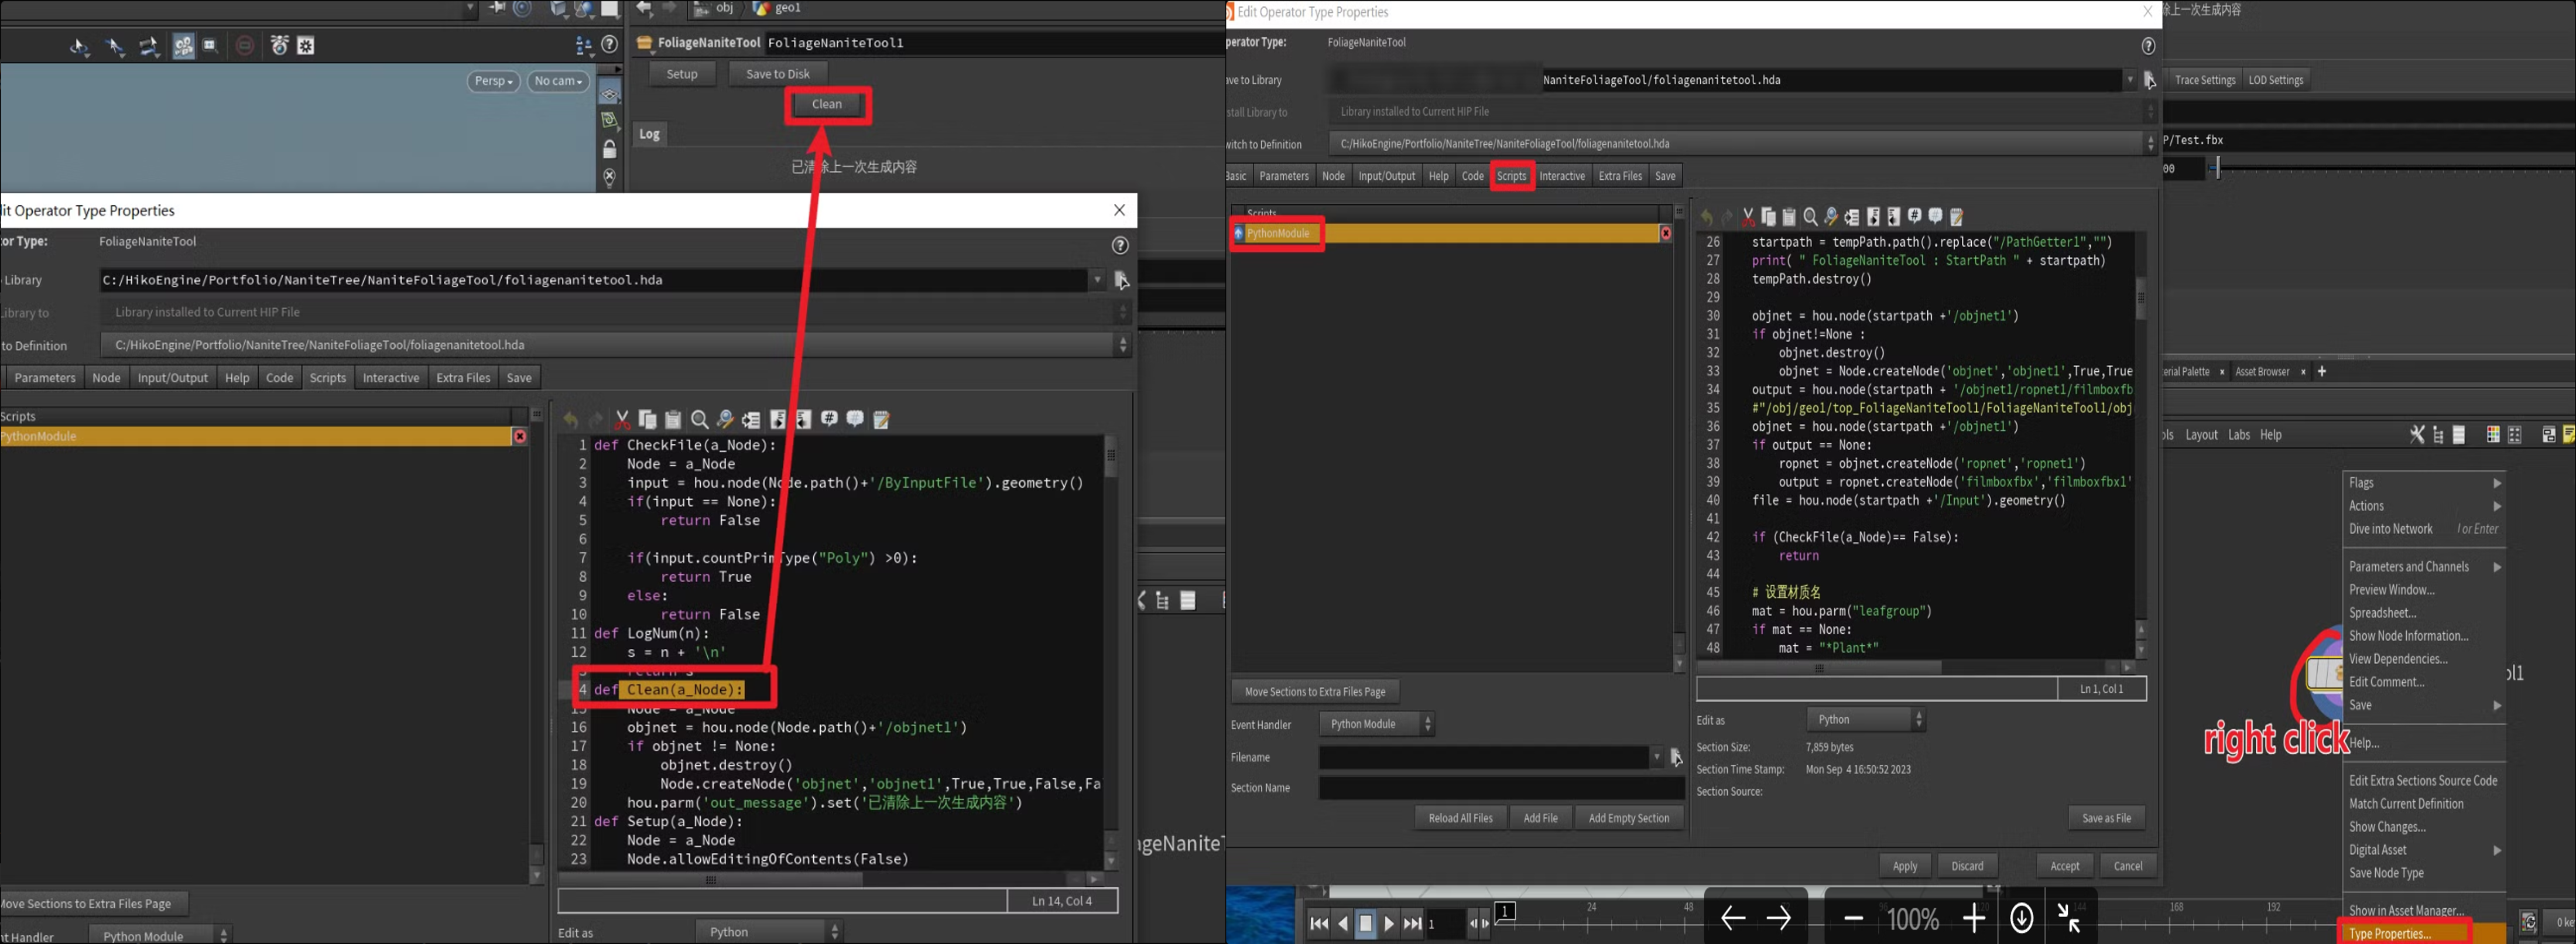 obj
geo1
FoliageNaniteTool
FoliageNaniteTool1
Persp
No cam
Setup
Save to Disk
Clean
Log
已清除上一次生成内容
it Operator Type Properties
or Type:
FoliageNaniteTool
Library
C:/HikoEngine/Portfolio/NaniteTree/NaniteFoliageTool/foliagenanitetool.hda
Library to
Library installed to Current HIP File
to Definition
C:/HikoEngine/Portfolio/NaniteTree/NaniteFoliageTool/foliagenanitetool.hda
Parameters
Node
Input/Output
Help
Code
Scripts
Interactive
Extra Files
Save
Scripts
PythonModule
1 def CheckFile(a_Node):
2 Node = a_Node
3 input = hou.node(Node.path()+'/ByInputFile').geometry()
4 if(input == None):
5 return False
6
7 if(input.countPrimType("Poly") >0):
8 return True
9 else:
10 return False
11 def LogNum(n):
12 s = n + '\n'
return s
4 def Clean(a_Node):
15 Node = a_Node
16 objnet = hou.node(Node.path()+'/objnet1')
17 if objnet != None:
18 objnet.destroy()
19 Node.createNode('objnet','objnet1',True,True,False,Fa
20 hou.parm('out_message').set('已清除上一次生成内容')
21 def Setup(a_Node):
22 Node = a_Node
23 Node.allowEditingOfContents(False)
Move Sections to Extra Files Page
Ln 14, Col 4
nt Handler
Python Module
Edit as
Python
ageNaniteT
Edit Operator Type Properties
perator Type:
FoliageNaniteTool
ave to Library
NaniteFoliageTool/foliagenanitetool.hda
stall Library to
Library installed to Current HIP File
witch to Definition
C:/HikoEngine/Portfolio/NaniteTree/NaniteFoliageTool/foliagenanitetool.hda
Basic
Parameters
Node
Input/Output
Help
Code
Scripts
Interactive
Extra Files
Save
Scripts
PythonModule
26 startpath = tempPath.path().replace("/PathGetter1","")
27 print( " FoliageNaniteTool : StartPath " + startpath)
28 tempPath.destroy()
29
30 objnet = hou.node(startpath +'/objnet1')
31 if objnet!=None :
32 objnet.destroy()
33 objnet = Node.createNode('objnet','objnet1',True,True
34 output = hou.node(startpath + '/objnet1/ropnet1/filmboxfb
35 #"/obj/geo1/top_FoliageNaniteTool1/FoliageNaniteTool1/obj
36 objnet = hou.node(startpath +'/objnet1')
37 if output == None:
38 ropnet = objnet.createNode('ropnet','ropnet1')
39 output = ropnet.createNode('filmboxfbx','filmboxfbx1'
40 file = hou.node(startpath +'/Input').geometry()
41
42 if (CheckFile(a_Node)== False):
43 return
44
45 # 设置材质名
46 mat = hou.parm("leafgroup")
47 if mat == None:
48 mat = "*Plant*"
Move Sections to Extra Files Page
Ln 1, Col 1
Event Handler
Python Module
Edit as
Python
Section Size:
7,859 bytes
Filename
Section Time Stamp:
Mon Sep 4 16:50:52 2023
Section Name
Section Source:
Reload All Files
Add File
Add Empty Section
Save as File
Apply
Discard
Accept
Cancel
1
1
24
48
100%
168
192
除上一次生成内容
Trace Settings
LOD Settings
P/Test.fbx
00
erial Palette
Asset Browser
ols
Layout
Labs
Help
Flags
Actions
Dive into Network
I or Enter
Parameters and Channels
Preview Window...
Spreadsheet...
Show Node Information...
View Dependencies...
Edit Comment...
Save
Help...
Edit Extra Sections Source Code
Match Current Definition
Show Changes...
Digital Asset
Save Node Type
Show in Asset Manager...
Type Properties...
ol1
right click
0 ke